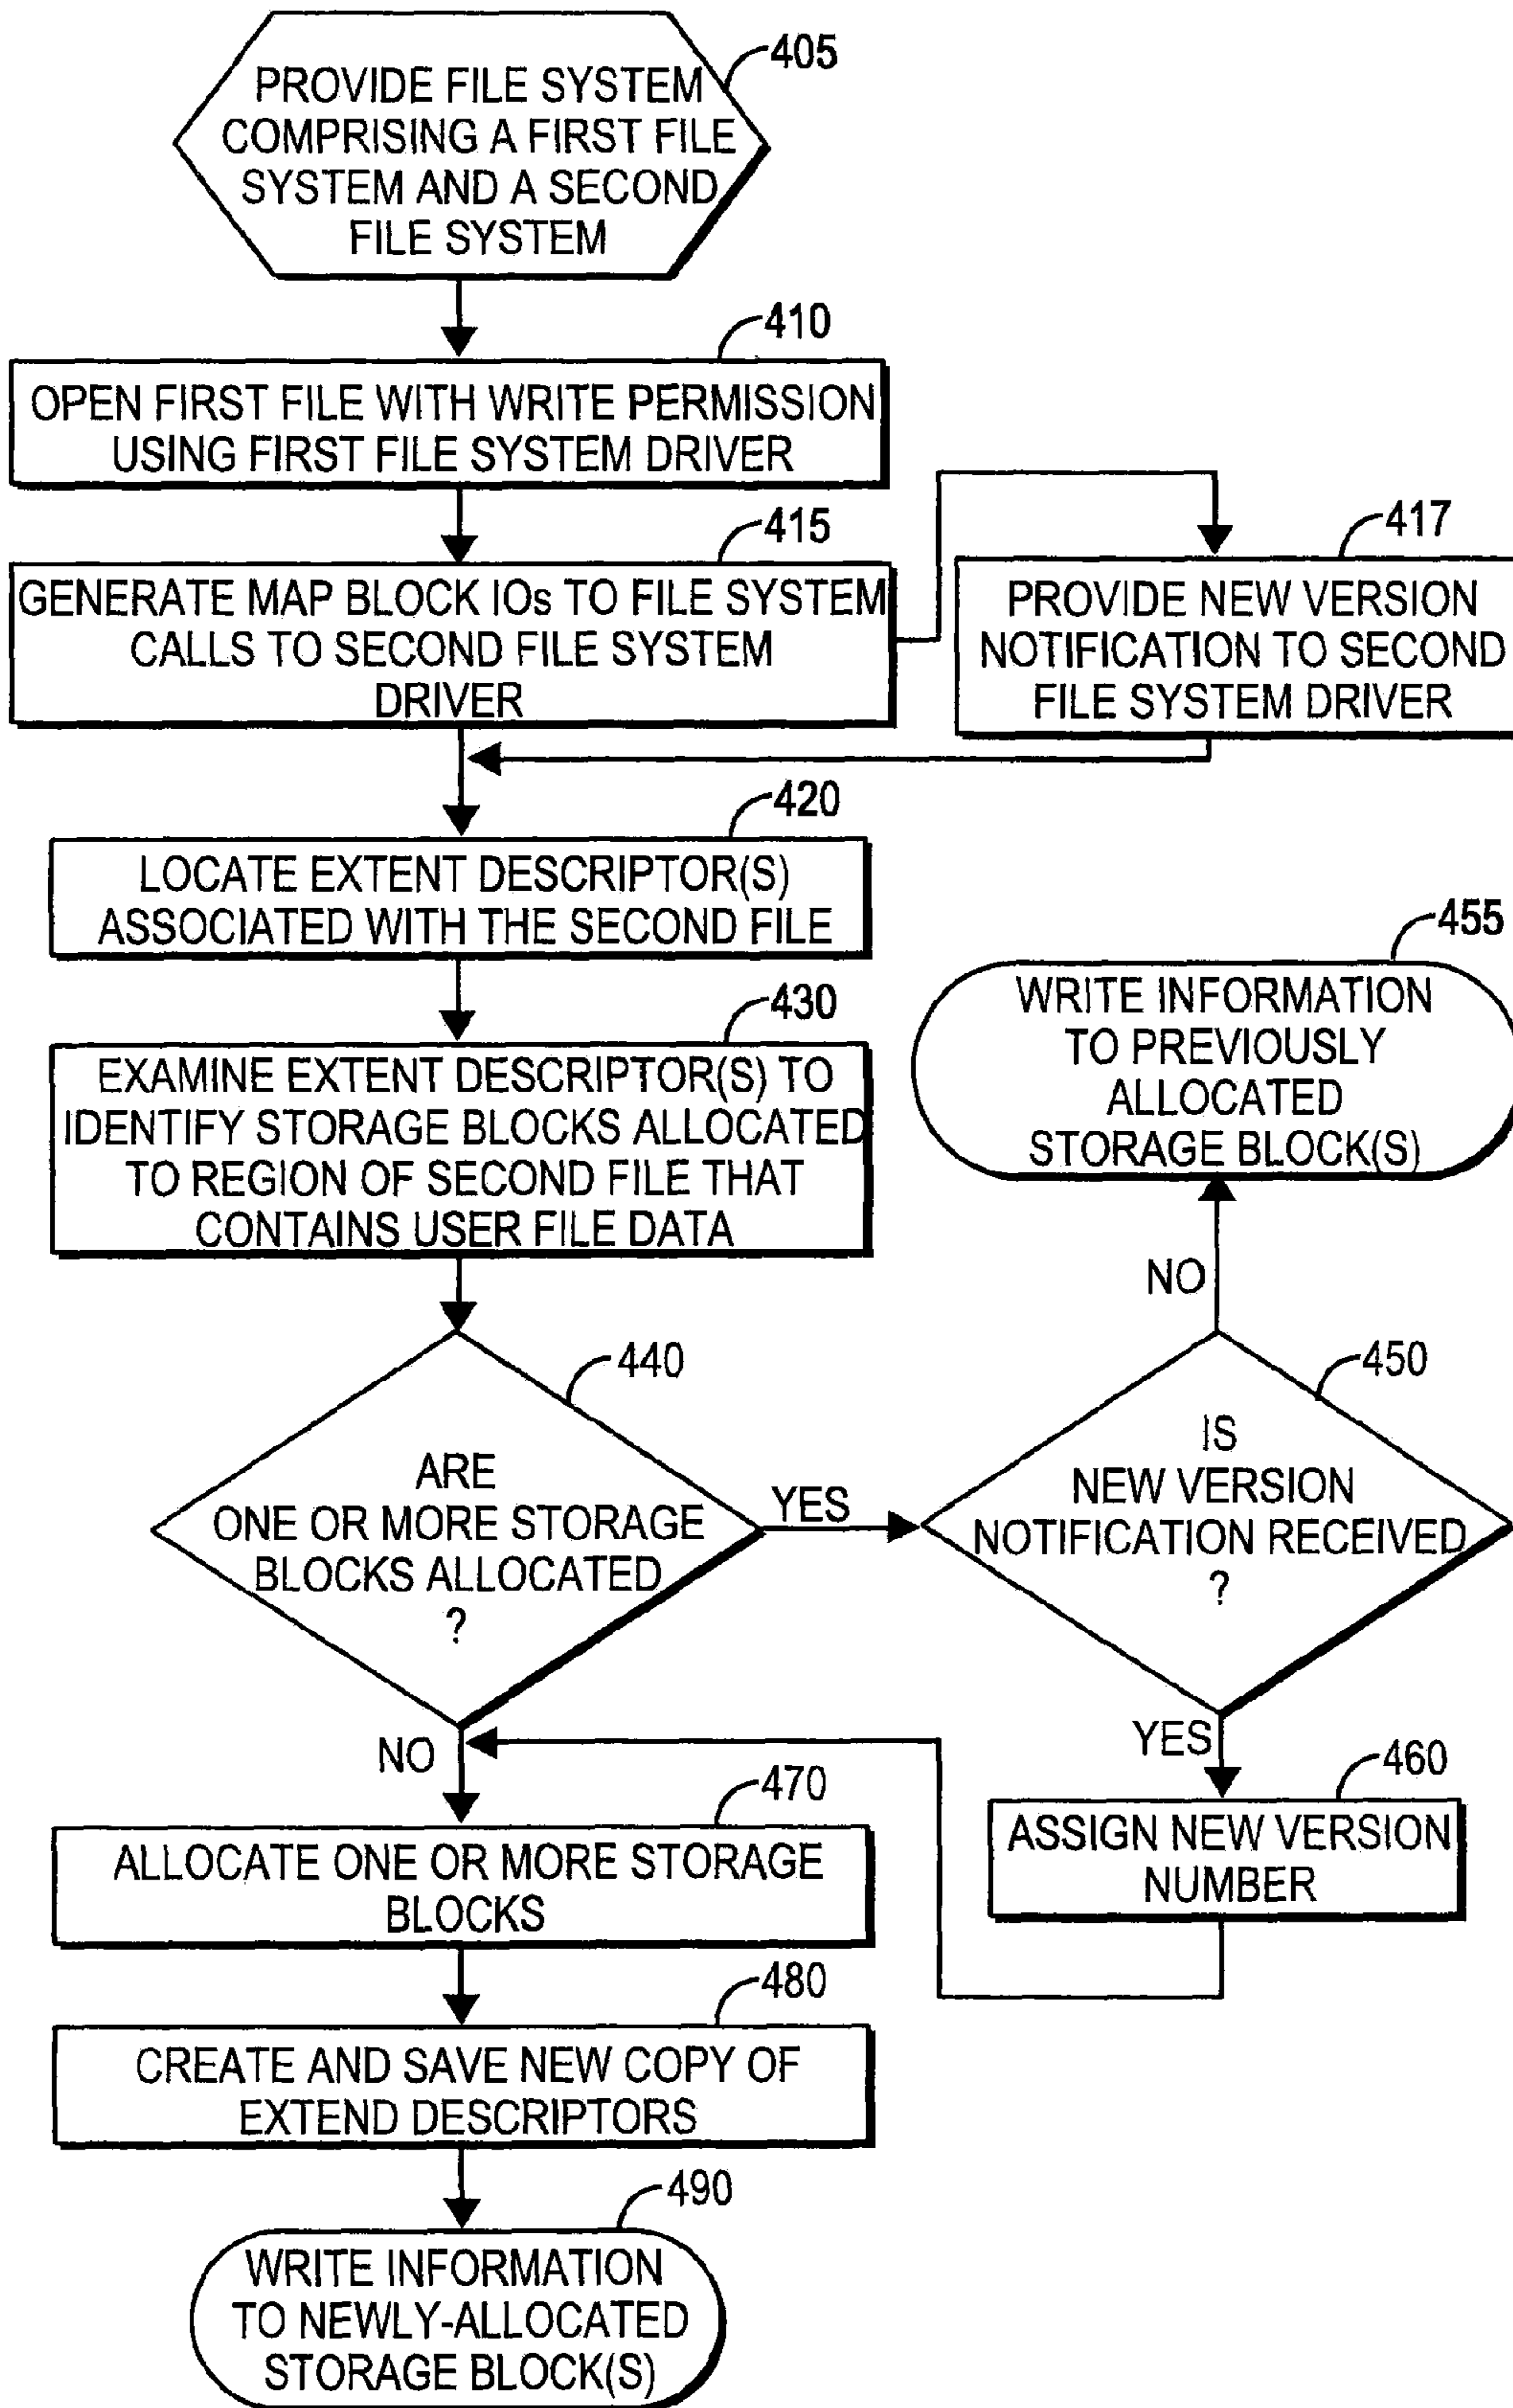 405
PROVIDE FILE SYSTEM
COMPRISING A FIRST FILE
SYSTEM AND A SECOND
FILE SYSTEM
410
OPEN FIRST FILE WITH WRITE PERMISSION
USING FIRST FILE SYSTEM DRIVER
415
GENERATE MAP BLOCK IOs TO FILE SYSTEM
CALLS TO SECOND FILE SYSTEM
DRIVER
417
PROVIDE NEW VERSION
NOTIFICATION TO SECOND
FILE SYSTEM DRIVER
420
LOCATE EXTENT DESCRIPTOR(S)
ASSOCIATED WITH THE SECOND FILE
430
EXAMINE EXTENT DESCRIPTOR(S) TO
IDENTIFY STORAGE BLOCKS ALLOCATED
TO REGION OF SECOND FILE THAT
CONTAINS USER FILE DATA
455
WRITE INFORMATION
TO PREVIOUSLY
ALLOCATED
STORAGE BLOCK(S)
NO
440
ARE
ONE OR MORE STORAGE
BLOCKS ALLOCATED
?
YES
450
IS
NEW VERSION
NOTIFICATION RECEIVED
?
NO
YES
460
ASSIGN NEW VERSION
NUMBER
470
ALLOCATE ONE OR MORE STORAGE
BLOCKS
480
CREATE AND SAVE NEW COPY OF
EXTEND DESCRIPTORS
490
WRITE INFORMATION
TO NEWLY-ALLOCATED
STORAGE BLOCK(S)